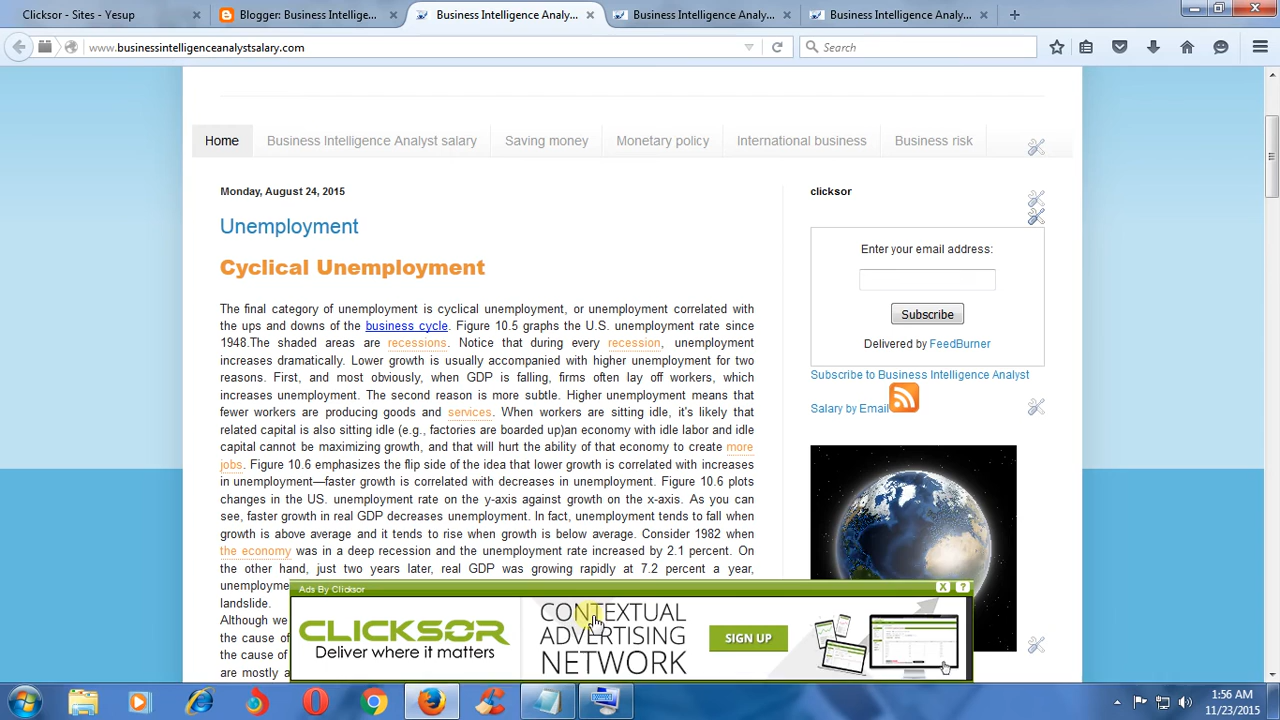 Clicksor - Sites - Yesup
Blogger: Business Intellige...
Business Intelligence Analy...
Business Intelligence Analy...
Business Intelligence Analy...
www.businessintelligenceanalystsalary.com
Search
Home
Business Intelligence Analyst salary
Saving money
Monetary policy
International business
Business risk
Monday, August 24, 2015
Unemployment
Cyclical Unemployment
The final category of unemployment is cyclical unemployment, or unemployment correlated with
the ups and downs of the business cycle. Figure 10.5 graphs the U.S. unemployment rate since
1948.The shaded areas are recessions. Notice that during every recession, unemployment
increases dramatically. Lower growth is usually accompanied with higher unemployment for two
reasons. First, and most obviously, when GDP is falling, firms often lay off workers, which
increases unemployment. The second reason is more subtle. Higher unemployment means that
fewer workers are producing goods and services. When workers are sitting idle, it's likely that
related capital is also sitting idle (e.g., factories are boarded up)an economy with idle labor and idle
capital cannot be maximizing growth, and that will hurt the ability of that economy to create more
jobs. Figure 10.6 emphasizes the flip side of the idea that lower growth is correlated with increases
in unemployment—faster growth is correlated with decreases in unemployment. Figure 10.6 plots
changes in the US. unemployment rate on the y-axis against growth on the x-axis. As you can
see, faster growth in real GDP decreases unemployment. In fact, unemployment tends to fall when
growth is above average and it tends to rise when growth is below average. Consider 1982 when
the economy was in a deep recession and the unemployment rate increased by 2.1 percent. On
the other hand, just two years later, real GDP was growing rapidly at 7.2 percent a year,
unemployme
landslide.
Although we
the cause of
the cause of
are mostly a
clicksor
Enter your email address:
Subscribe
Delivered by FeedBurner
Subscribe to Business Intelligence Analyst
Salary by Email
Ads By Clicksor
X ?
CLICKSOR
Deliver where it matters
CONTEXTUAL
ADVERTISING
NETWORK
SIGN UP
1:56 AM
11/23/2015